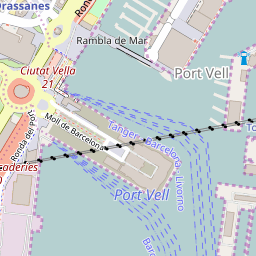 Drassanes
Rambla de Mar
Port Vell
Ciutat Vella
21
Moll de Barcelona
Tànger - Barcelona
Barcelona - Livorno
Ronda del Port
Port Vell